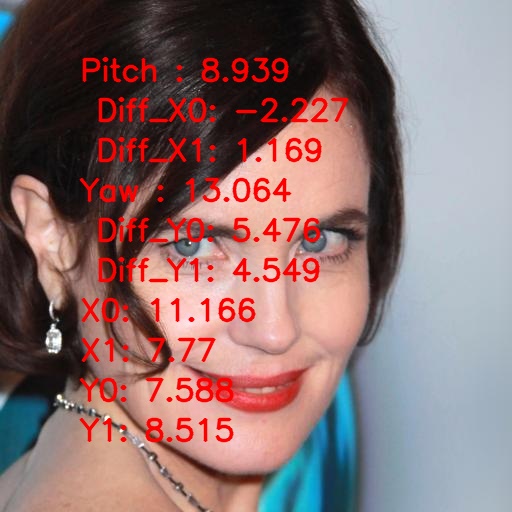 Pitch : 8.939
Diff_X0: -2.227
Diff_X1: 1.169
Yaw : 13.064
Diff_Y0: 5.476
Diff_Y1: 4.549
X0: 11.166
X1: 7.77
Y0: 7.588
Y1: 8.515